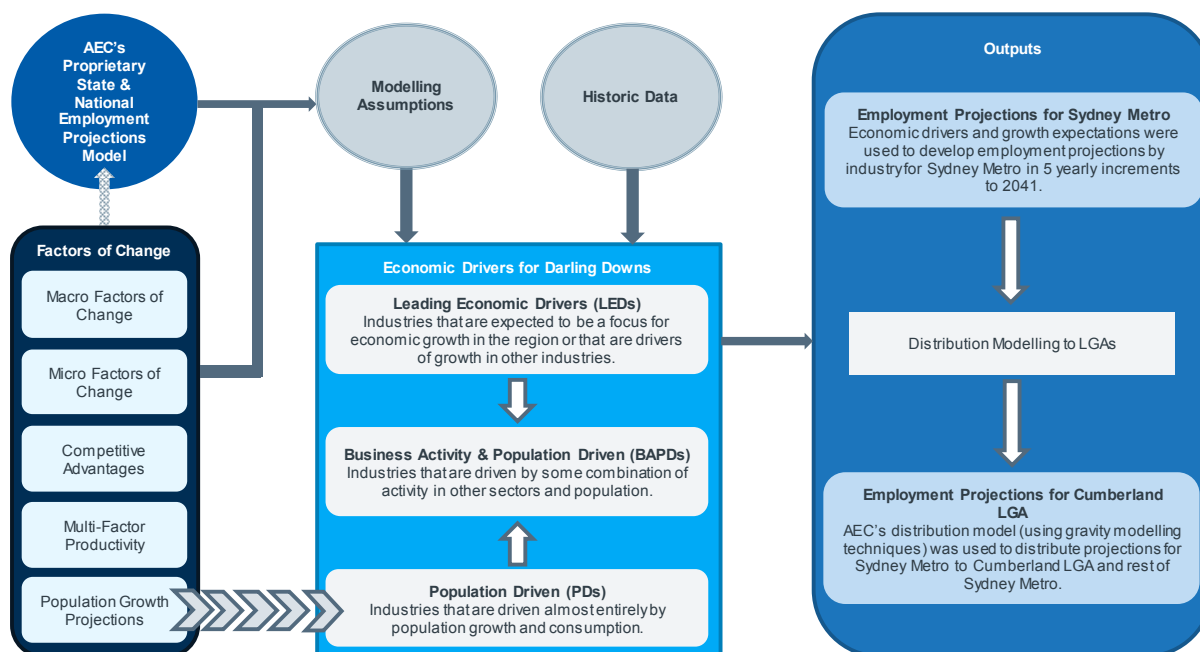 AEC's
Proprietary
State &
National
Employment
Projections
Model
Modelling
Assumptions
Historic Data
Factors of Change
Macro Factors of
Change
Micro Factors of
Change
Competitive
Advantages
Multi-Factor
Productivity
Population Growth
Projections
Economic Drivers for Darling Downs
Leading Economic Drivers (LEDs)
Industries that are expected to be a focus for
economic growth in the region or that are drivers
of growth in other industries.
Business Activity & Population Driven (BAPDs)
Industries that are driven by some combination of
activity in other sectors and population.
Population Driven (PDs)
Industries that are driven almost entirely by
population growth and consumption.
Outputs
Employment Projections for Sydney Metro
Economic drivers and growth expectations were
used to develop employment projections by
industry for Sydney Metro in 5 yearly increments
to 2041.
Distribution Modelling to LGAs
Employment Projections for Cumberland
LGA
AEC's distribution model (using gravity modelling
techniques) was used to distribute projections for
Sydney Metro to Cumberland LGA and rest of
Sydney Metro.